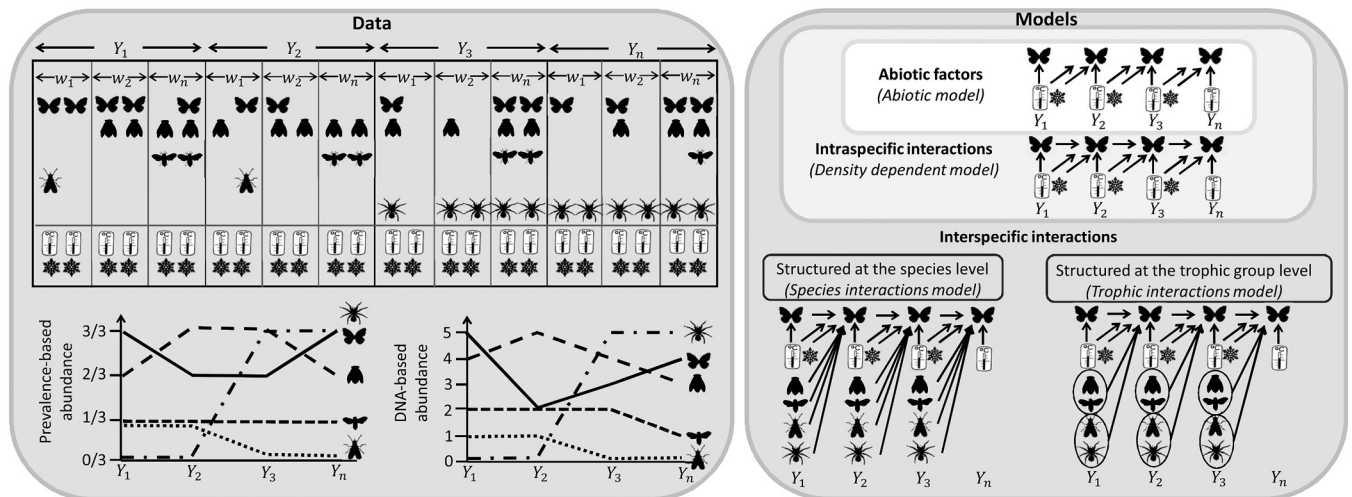 Data
Y1 Y2 Y3 Yn
w1 w2 wn w1 w2 wn w1 w2 wn w1 w2 wn
Prevalence-based
abundance
3/3
2/3
1/3
0/3
Y1 Y2 Y3 Yn
DNA-based
abundance
5
4
3
2
1
0
Y1 Y2 Y3 Yn
Models
Abiotic factors
(Abiotic model)
°C °C °C °C
Y1 Y2 Y3 Yn
Intraspecific interactions
(Density dependent model)
°C °C °C °C
Y1 Y2 Y3 Yn
Interspecific interactions
Structured at the species level
(Species interactions model)
Y1 Y2 Y3 Yn
Structured at the trophic group level
(Trophic interactions model)
Y1 Y2 Y3 Yn